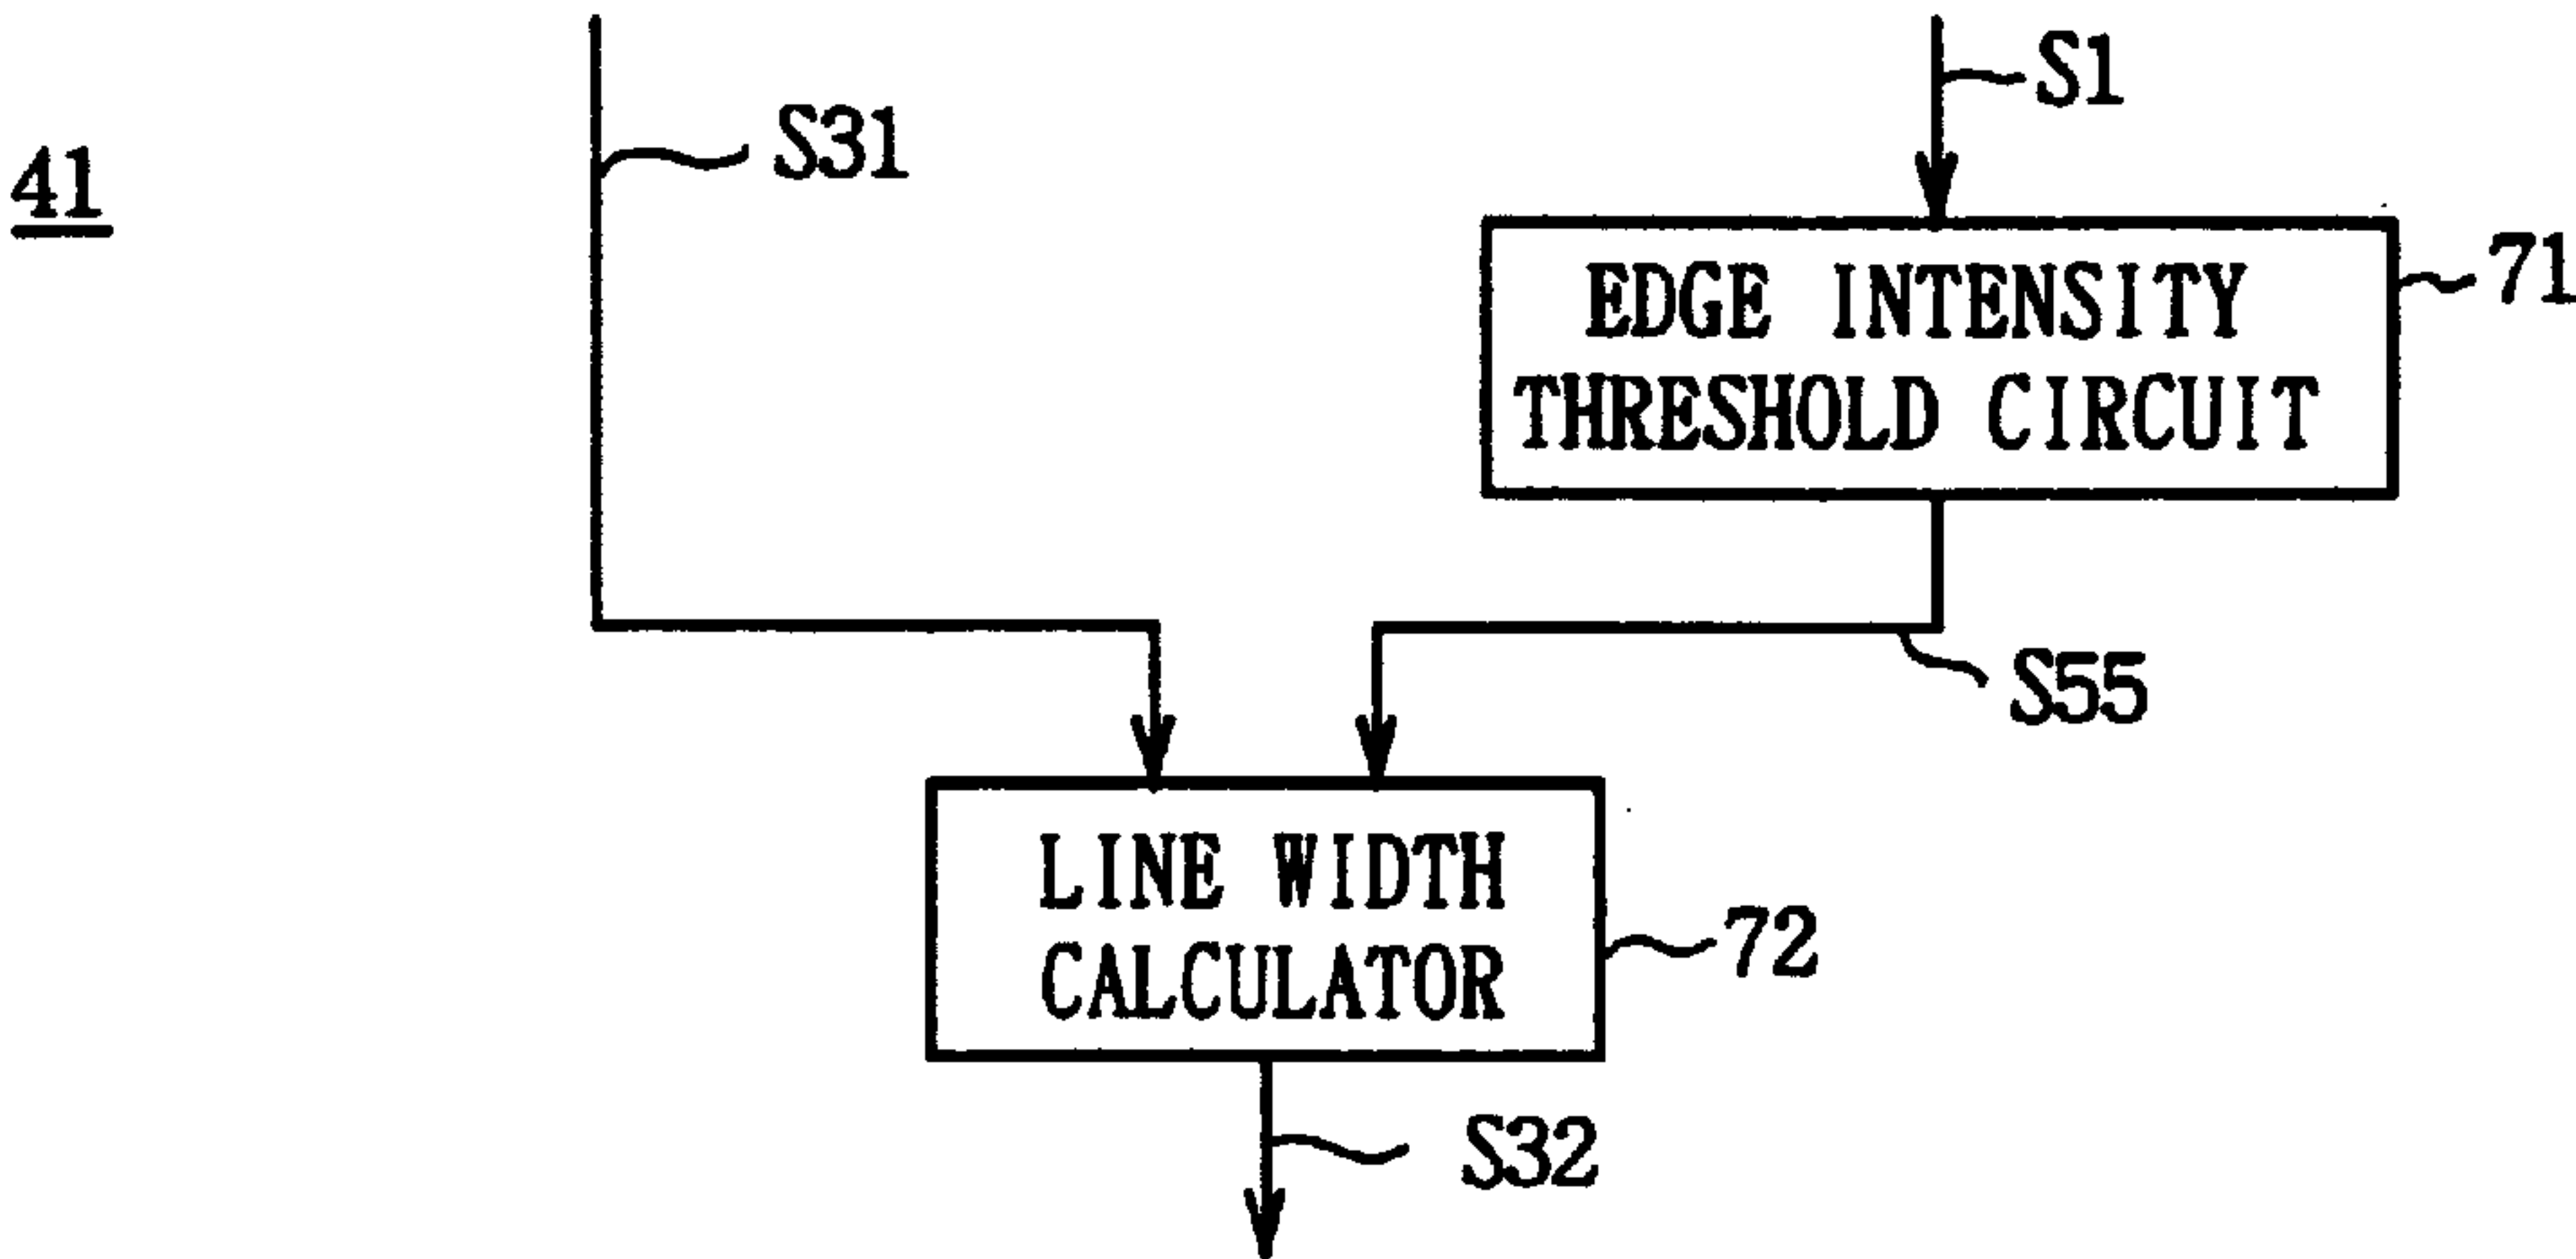 S1
S31
41
EDGE INTENSITY
THRESHOLD CIRCUIT
71
S55
LINE WIDTH
CALCULATOR
72
S32